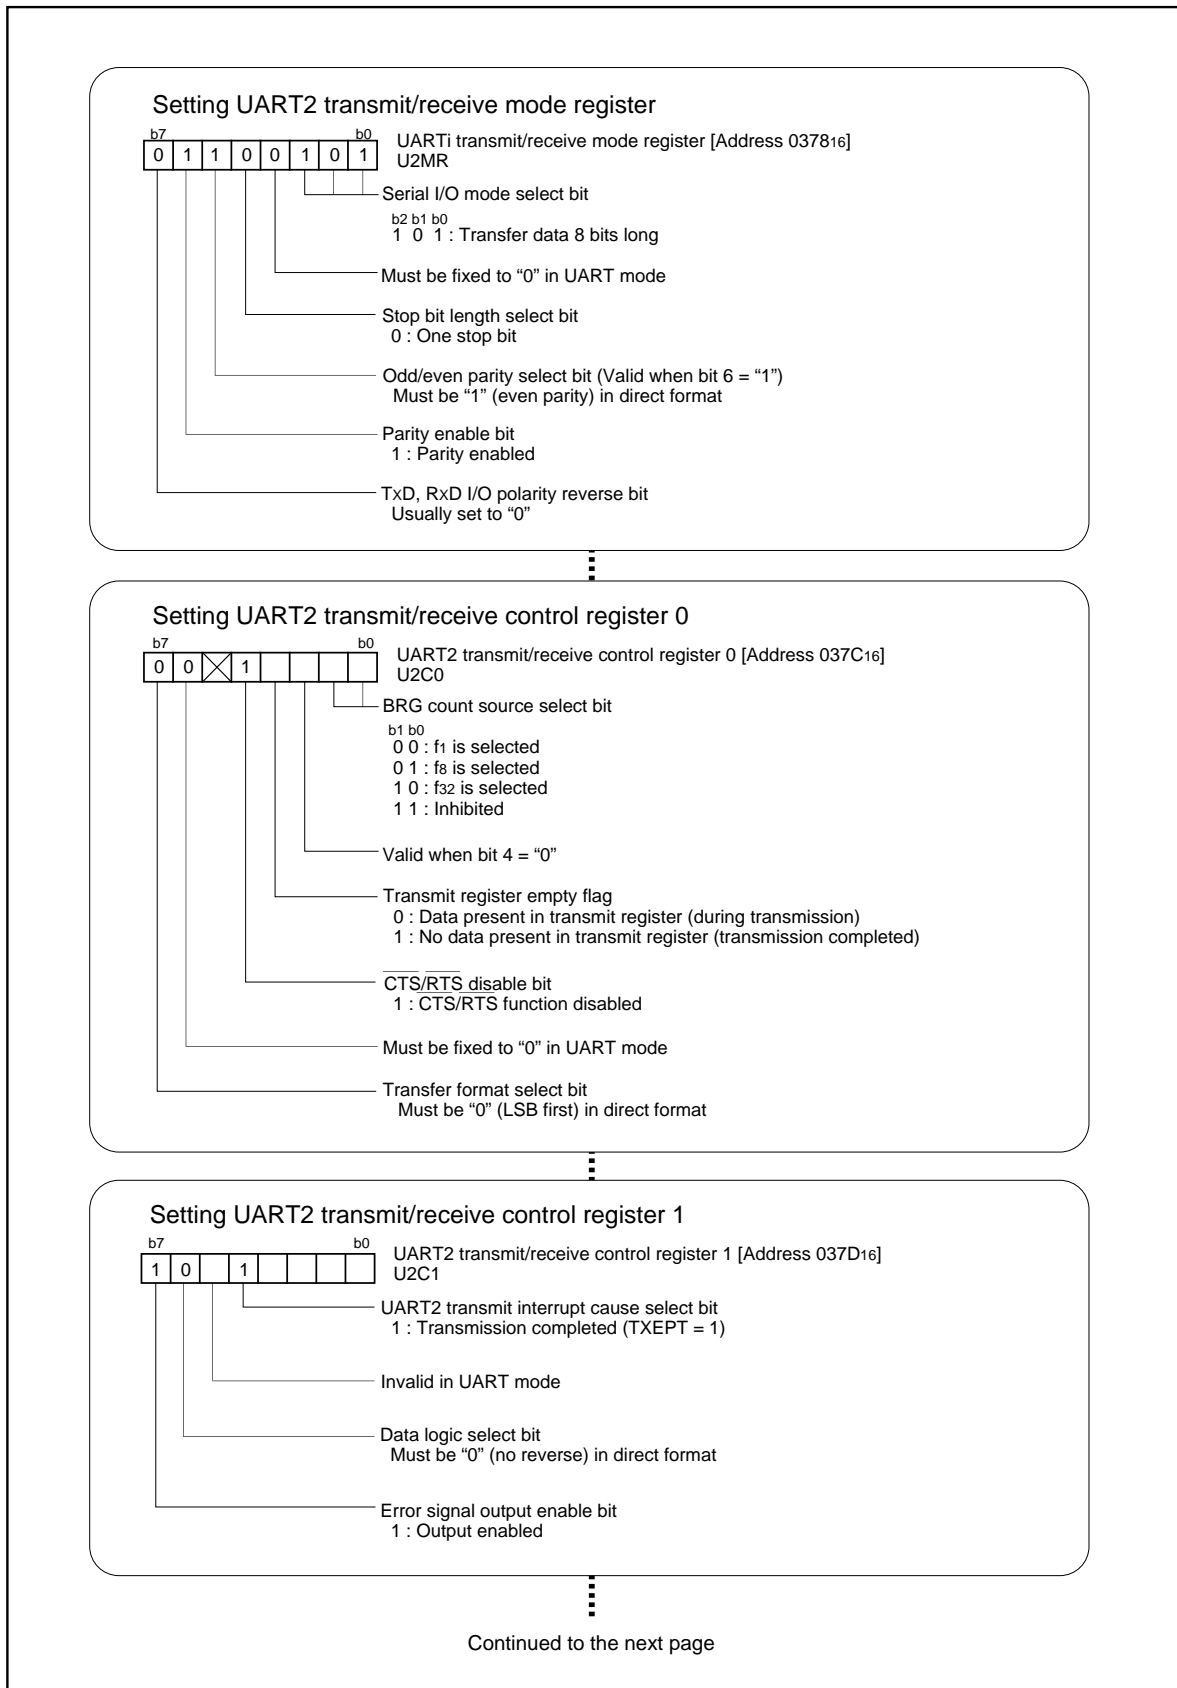 Setting UART2 transmit/receive mode register
b7 b0
0 1 1 0 0 1 0 1
UARTi transmit/receive mode register [Address 037816]
U2MR
Serial I/O mode select bit
b2 b1 b0
1 0 1 : Transfer data 8 bits long
Must be fixed to “0” in UART mode
Stop bit length select bit
0 : One stop bit
Odd/even parity select bit (Valid when bit 6 = “1”)
Must be “1” (even parity) in direct format
Parity enable bit
1 : Parity enabled
TxD, RxD I/O polarity reverse bit
Usually set to “0”
Setting UART2 transmit/receive control register 0
b7 b0
0 0 1
UART2 transmit/receive control register 0 [Address 037C16]
U2C0
BRG count source select bit
b1 b0
0 0 : f1 is selected
0 1 : f8 is selected
1 0 : f32 is selected
1 1 : Inhibited
Valid when bit 4 = “0”
Transmit register empty flag
0 : Data present in transmit register (during transmission)
1 : No data present in transmit register (transmission completed)
CTS/RTS disable bit
1 : CTS/RTS function disabled
Must be fixed to “0” in UART mode
Transfer format select bit
Must be “0” (LSB first) in direct format
Setting UART2 transmit/receive control register 1
b7 b0
1 0 1
UART2 transmit/receive control register 1 [Address 037D16]
U2C1
UART2 transmit interrupt cause select bit
1 : Transmission completed (TXEPT = 1)
Invalid in UART mode
Data logic select bit
Must be “0” (no reverse) in direct format
Error signal output enable bit
1 : Output enabled
Continued to the next page